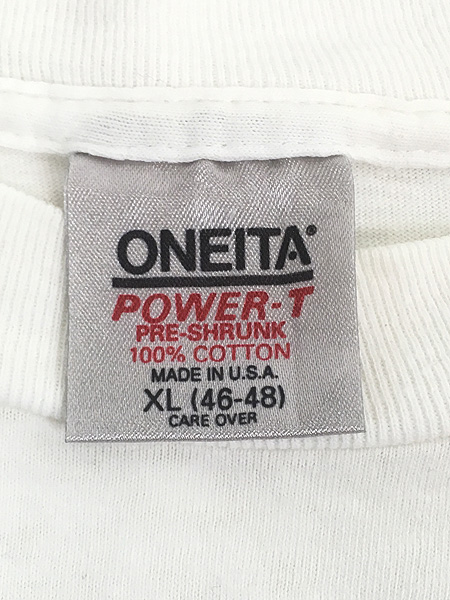 ONEITA®
POWER-T
PRE-SHRUNK
100% COTTON
MADE IN U.S.A.
XL (46-48)
CARE OVER